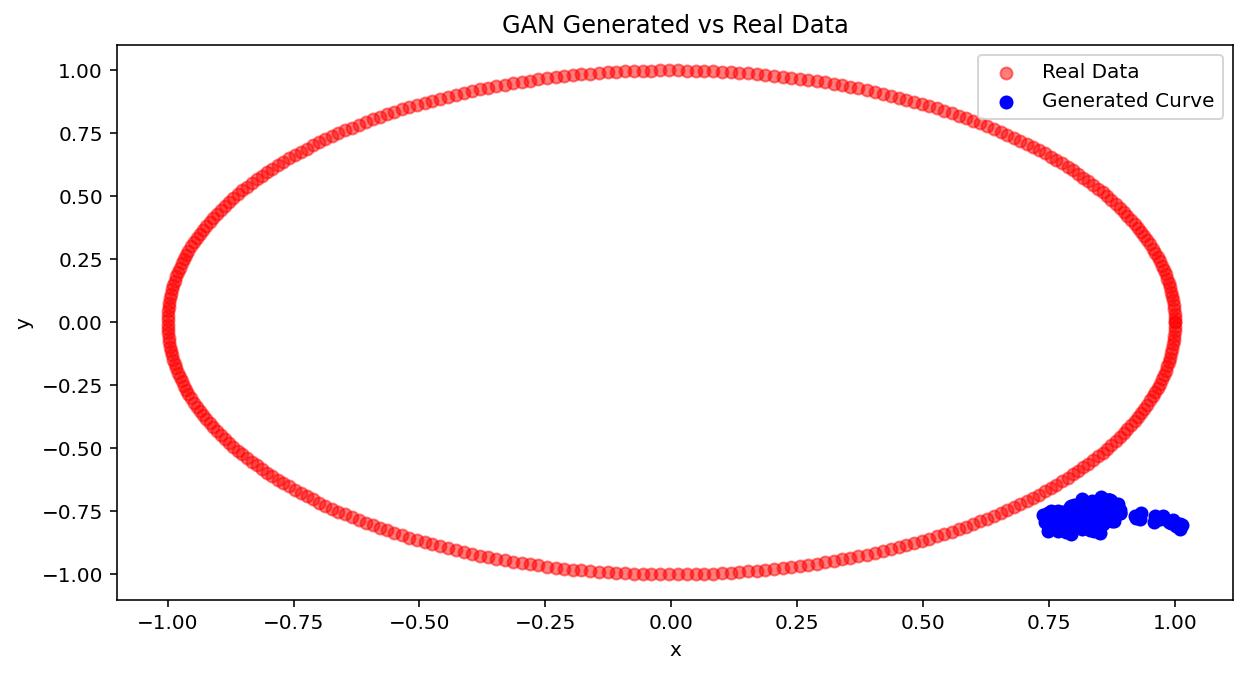 GAN Generated vs Real Data
Real Data
Generated Curve
1.00
0.75
0.50
0.25
0.00
−0.25
−0.50
−0.75
−1.00
y
−1.00 −0.75 −0.50 −0.25 0.00 0.25 0.50 0.75 1.00
x